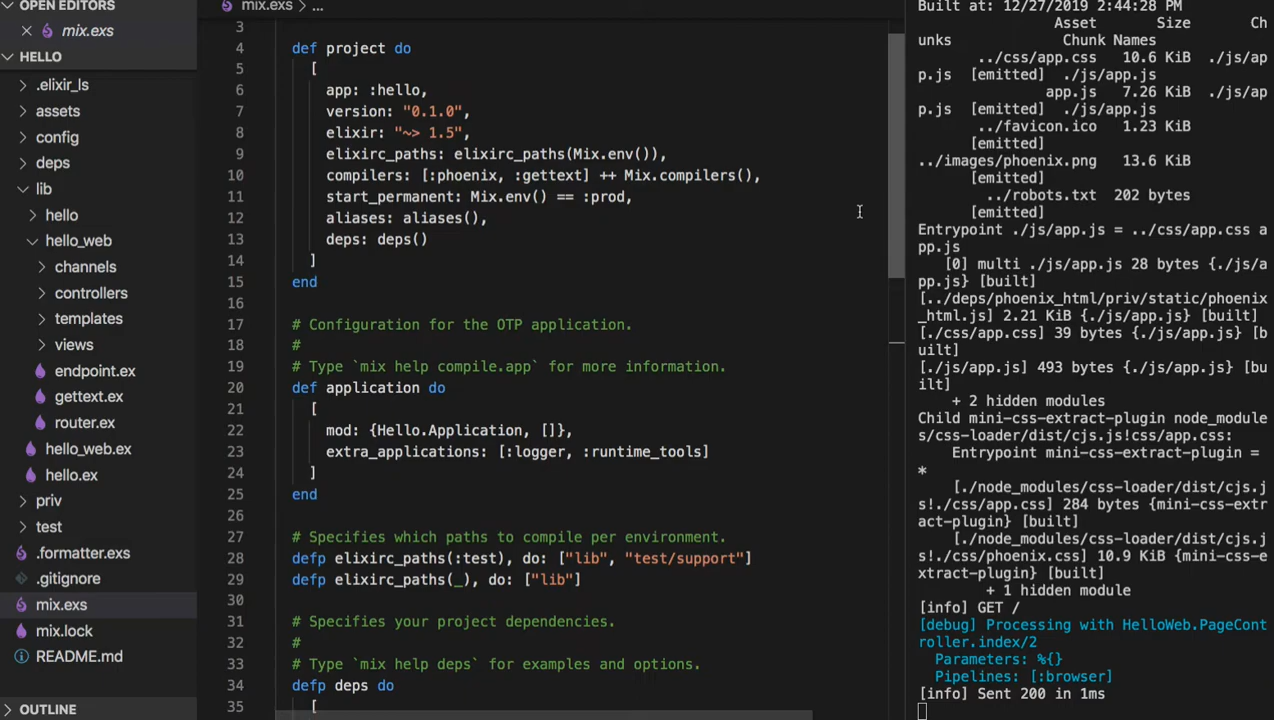 OPEN EDITORS
mix.exs
HELLO
.elixir_ls
assets
config
deps
lib
hello
hello_web
channels
controllers
templates
views
endpoint.ex
gettext.ex
router.ex
hello_web.ex
hello.ex
priv
test
.formatter.exs
.gitignore
mix.exs
mix.lock
README.md
OUTLINE
mix.exs › ...
3
4 def project do
5 [
6 app: :hello,
7 version: "0.1.0",
8 elixir: "~> 1.5",
9 elixirc_paths: elixirc_paths(Mix.env()),
10 compilers: [:phoenix, :gettext] ++ Mix.compilers(),
11 start_permanent: Mix.env() == :prod,
12 aliases: aliases(),
13 deps: deps()
14 ]
15 end
16
17 # Configuration for the OTP application.
18 #
19 # Type `mix help compile.app` for more information.
20 def application do
21 [
22 mod: {Hello.Application, []},
23 extra_applications: [:logger, :runtime_tools]
24 ]
25 end
26
27 # Specifies which paths to compile per environment.
28 defp elixirc_paths(:test), do: ["lib", "test/support"]
29 defp elixirc_paths(_), do: ["lib"]
30
31 # Specifies your project dependencies.
32 #
33 # Type `mix help deps` for examples and options.
34 defp deps do
35 [
Built at: 12/27/2019 2:44:28 PM
Asset Size Ch
unks Chunk Names
../css/app.css 10.6 KiB ./js/ap
p.js [emitted] ./js/app.js
app.js 7.26 KiB ./js/ap
p.js [emitted] ./js/app.js
../favicon.ico 1.23 KiB
[emitted]
../images/phoenix.png 13.6 KiB
[emitted]
../robots.txt 202 bytes
[emitted]
Entrypoint ./js/app.js = ../css/app.css a
pp.js
[0] multi ./js/app.js 28 bytes {./js/a
pp.js} [built]
[../deps/phoenix_html/priv/static/phoenix
_html.js] 2.21 KiB {./js/app.js} [built]
[./css/app.css] 39 bytes {./js/app.js} [b
uilt]
[./js/app.js] 493 bytes {./js/app.js} [bu
ilt]
+ 2 hidden modules
Child mini-css-extract-plugin node_module
s/css-loader/dist/cjs.js!css/app.css:
Entrypoint mini-css-extract-plugin =
*
[./node_modules/css-loader/dist/cjs.j
s!./css/app.css] 284 bytes {mini-css-extr
act-plugin} [built]
[./node_modules/css-loader/dist/cjs.j
s!./css/phoenix.css] 10.9 KiB {mini-css-e
xtract-plugin} [built]
+ 1 hidden module
[info] GET /
[debug] Processing with HelloWeb.PageCont
roller.index/2
Parameters: %{}
Pipelines: [:browser]
[info] Sent 200 in 1ms